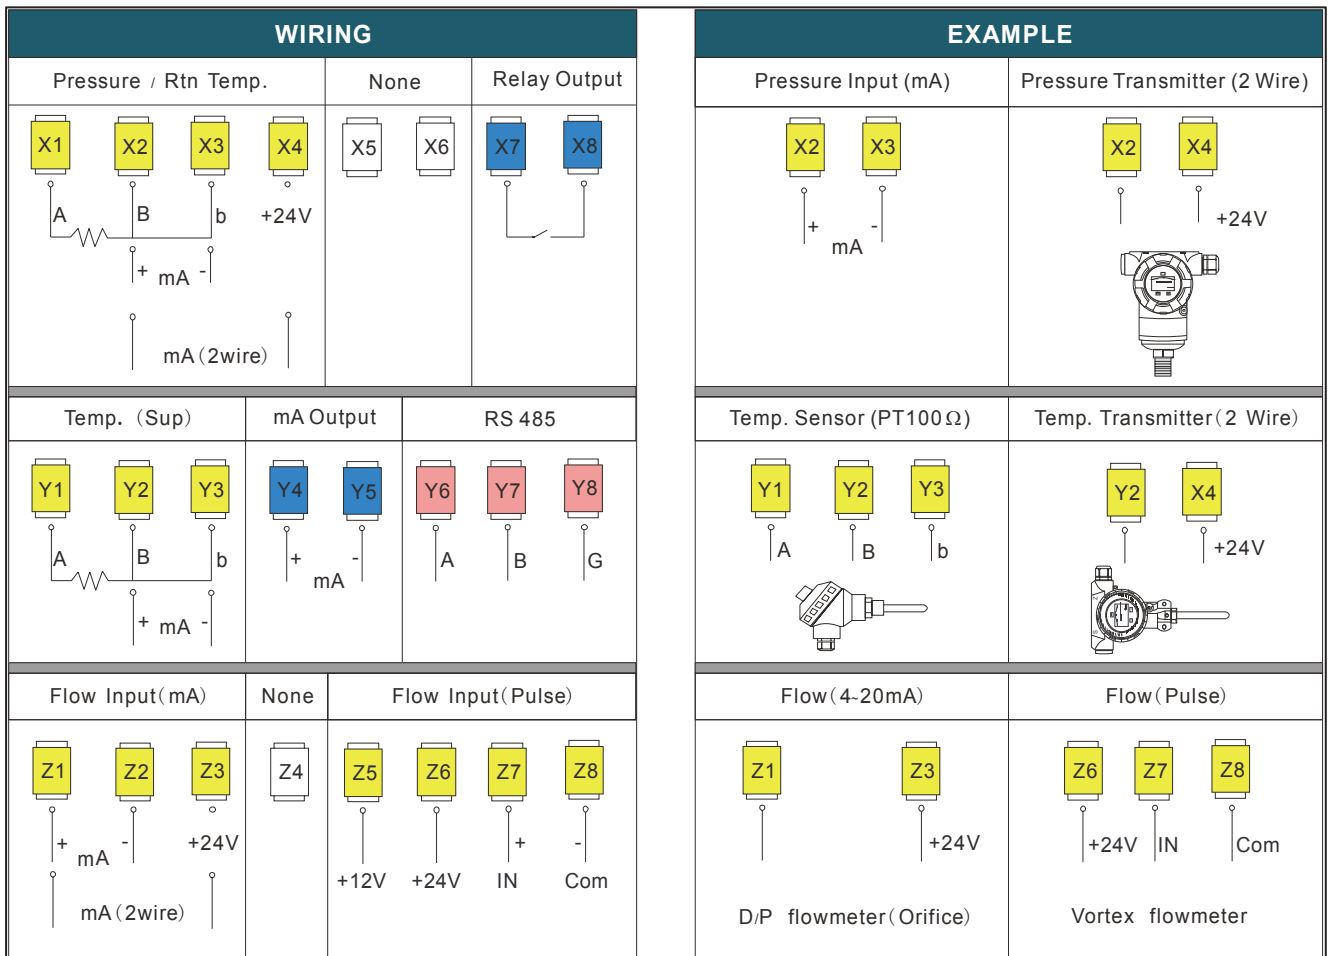 WIRING
Pressure / Rtn Temp. None Relay Output
X1 X2 X3 X4 X5 X6 X7 X8
A B b +24V
+ mA -
mA(2wire)
Temp. (Sup) mA Output RS 485
Y1 Y2 Y3 Y4 Y5 Y6 Y7 Y8
A B b + mA - A B G
+ mA -
Flow Input(mA) None Flow Input(Pulse)
Z1 Z2 Z3 Z4 Z5 Z6 Z7 Z8
+ mA - +24V + -
+12V +24V IN Com
mA(2wire)
EXAMPLE
Pressure Input (mA) Pressure Transmitter (2 Wire)
X2 X3 X2 X4
+ mA - +24V
Temp. Sensor (PT100Ω) Temp. Transmitter(2 Wire)
Y1 Y2 Y3 Y2 X4
A B b +24V
Flow(4~20mA) Flow(Pulse)
Z1 Z3 Z6 Z7 Z8
+24V +24V IN Com
D/P flowmeter(Orifice) Vortex flowmeter